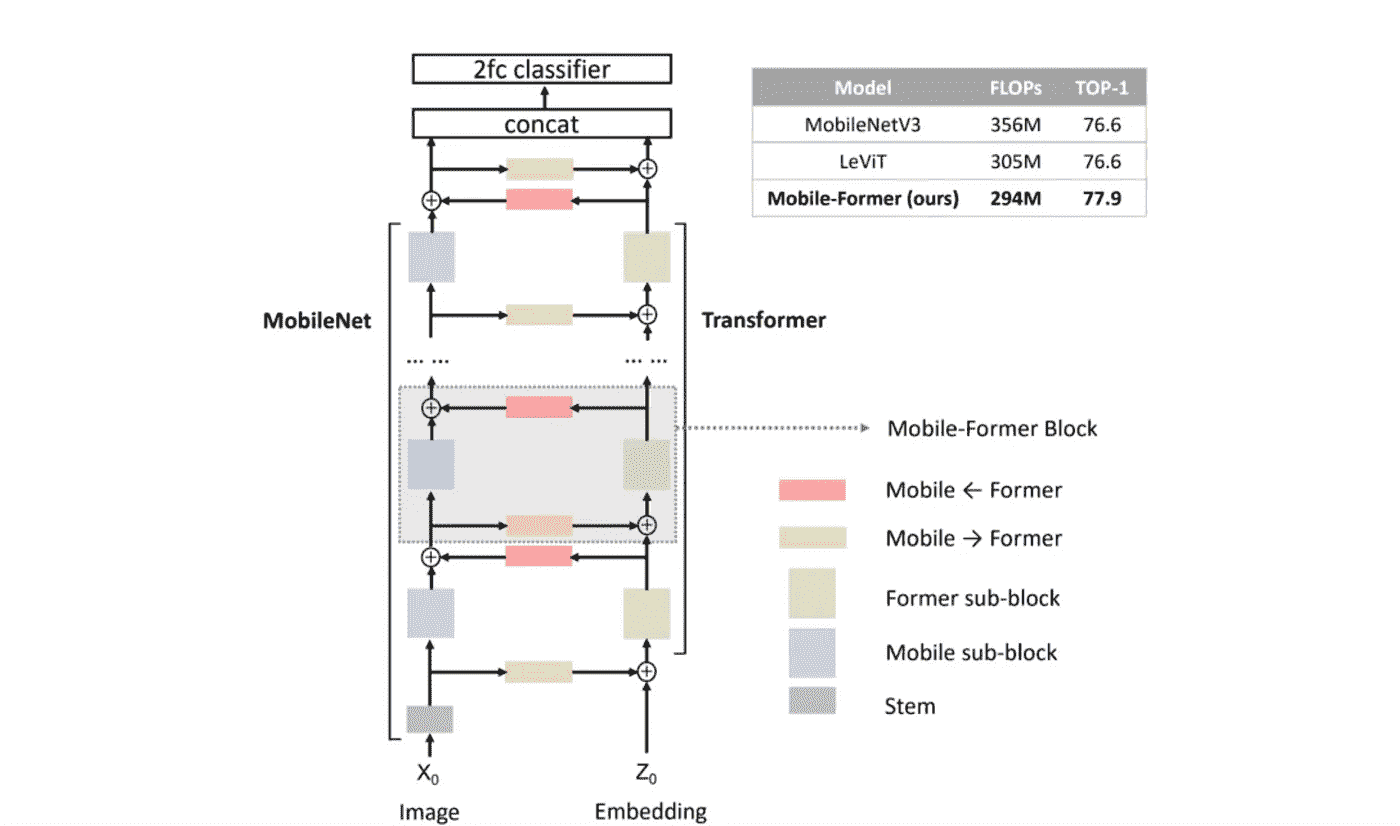 2fc classifier
concat
Model FLOPs TOP-1
MobileNetV3 356M 76.6
LeViT 305M 76.6
Mobile-Former (ours) 294M 77.9
MobileNet
Transformer
... ...
... ...
Mobile-Former Block
Mobile ← Former
Mobile → Former
Former sub-block
Mobile sub-block
Stem
X₀
Z₀
Image
Embedding